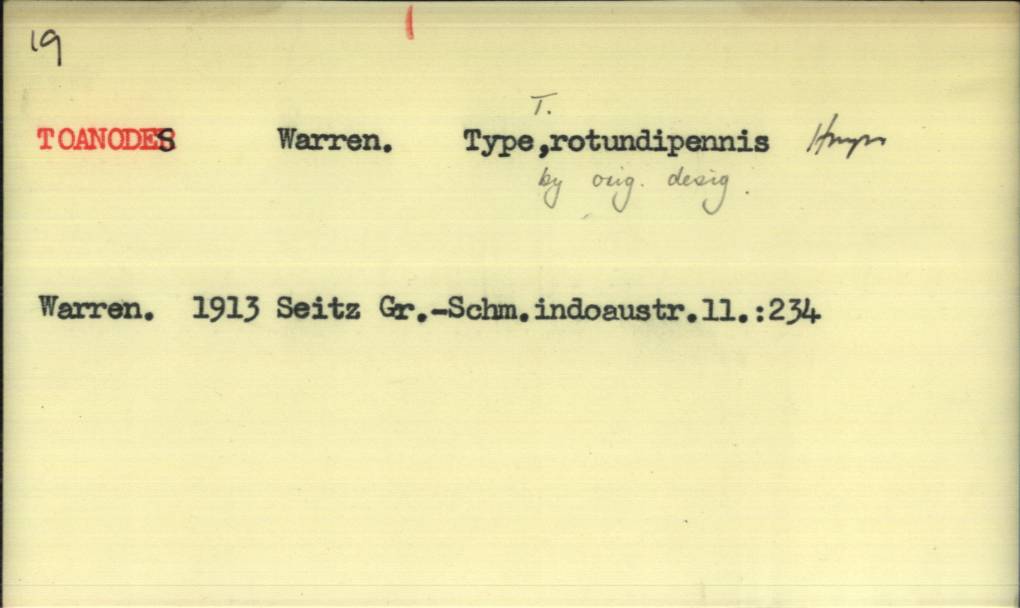 19
T.
TOANODES Warren. Type,rotundipennis
by orig. desig.
Warren. 1913 Seitz Gr.-Schm.indoaustr.11.:234